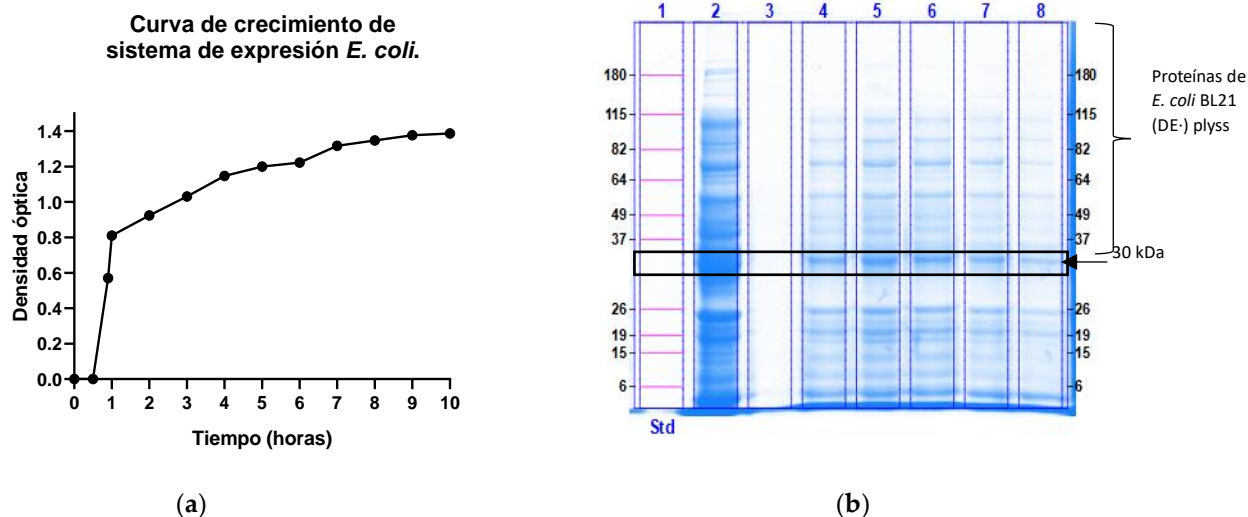 Curva de crecimiento de
sistema de expresión E. coli.
Densidad óptica
1.4
1.2
1.0
0.8
0.6
0.4
0.2
0.0
0 1 2 3 4 5 6 7 8 9 10
Tiempo (horas)
(a)
1 2 3 4 5 6 7 8
180 180
115 115
82 82
64 64
49 49
37 37
26 26
19 19
15 15
6 6
Std
Proteínas de
E. coli BL21
(DE·) plyss
30 kDa
(b)